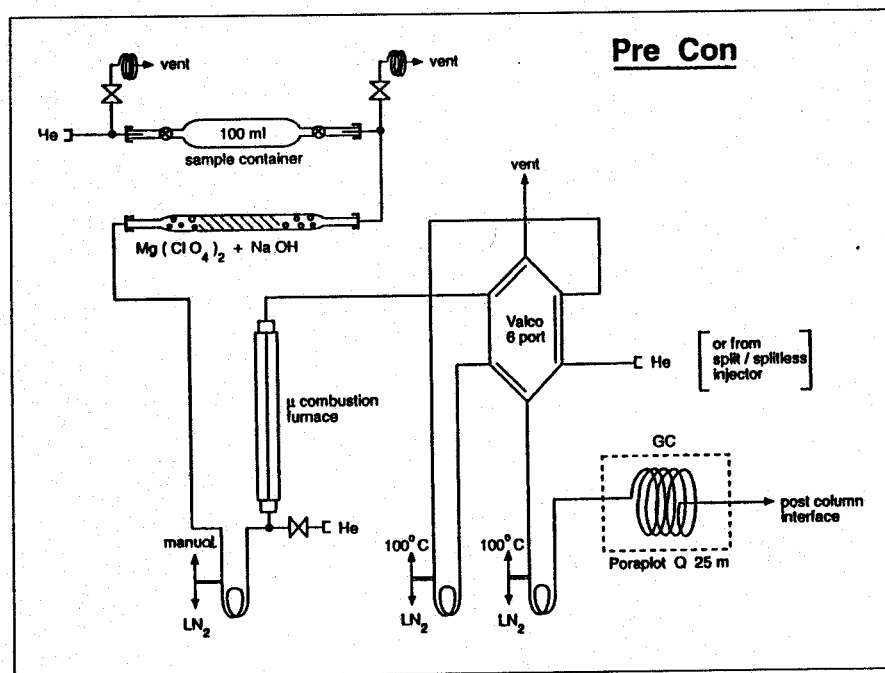 Pre Con
vent
vent
He
100 ml
sample container
Mg ( Cl O4 )2 + Na OH
vent
Valco
6 port
He
or from
split / splitless
injector
μ combustion
furnace
GC
post column
interface
Poraplot Q 25 m
He
manual
LN2
100°C
LN2
100°C
LN2